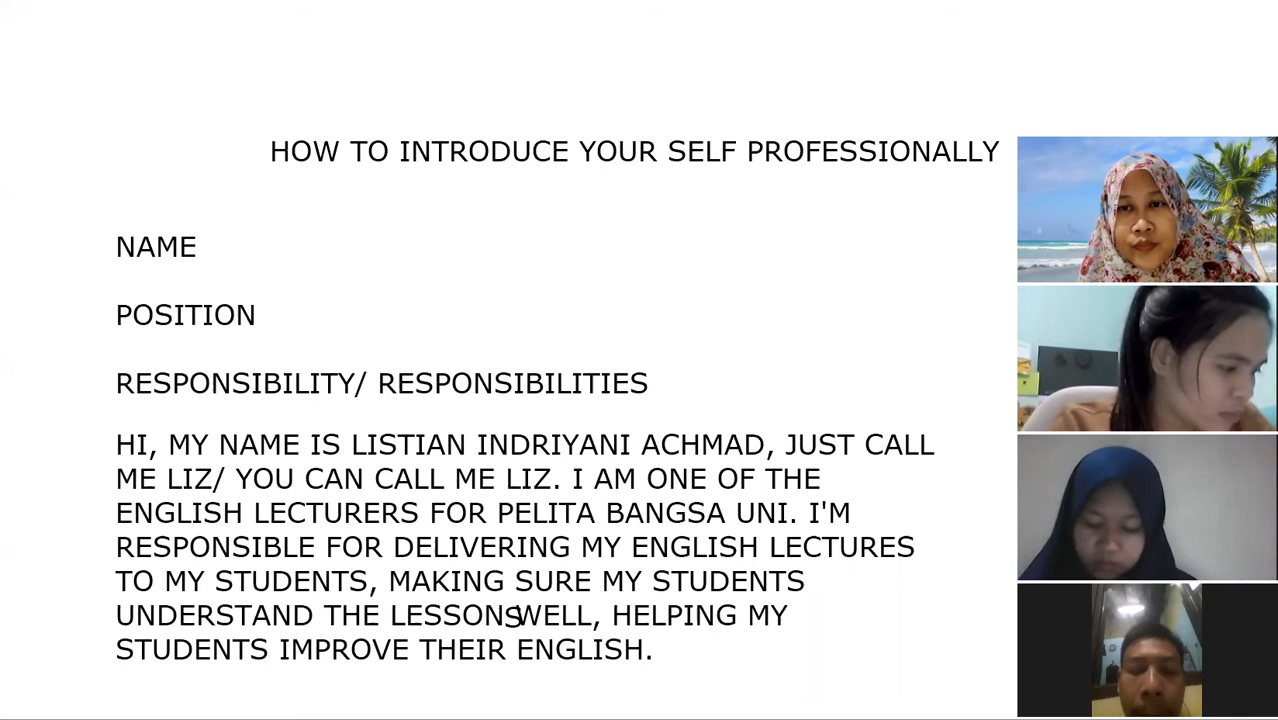 HOW TO INTRODUCE YOUR SELF PROFESSIONALLY
NAME
POSITION
RESPONSIBILITY/ RESPONSIBILITIES
HI, MY NAME IS LISTIAN INDRIYANI ACHMAD, JUST CALL
ME LIZ/ YOU CAN CALL ME LIZ. I AM ONE OF THE
ENGLISH LECTURERS FOR PELITA BANGSA UNI. I'M
RESPONSIBLE FOR DELIVERING MY ENGLISH LECTURES
TO MY STUDENTS, MAKING SURE MY STUDENTS
UNDERSTAND THE LESSONS WELL, HELPING MY
STUDENTS IMPROVE THEIR ENGLISH.